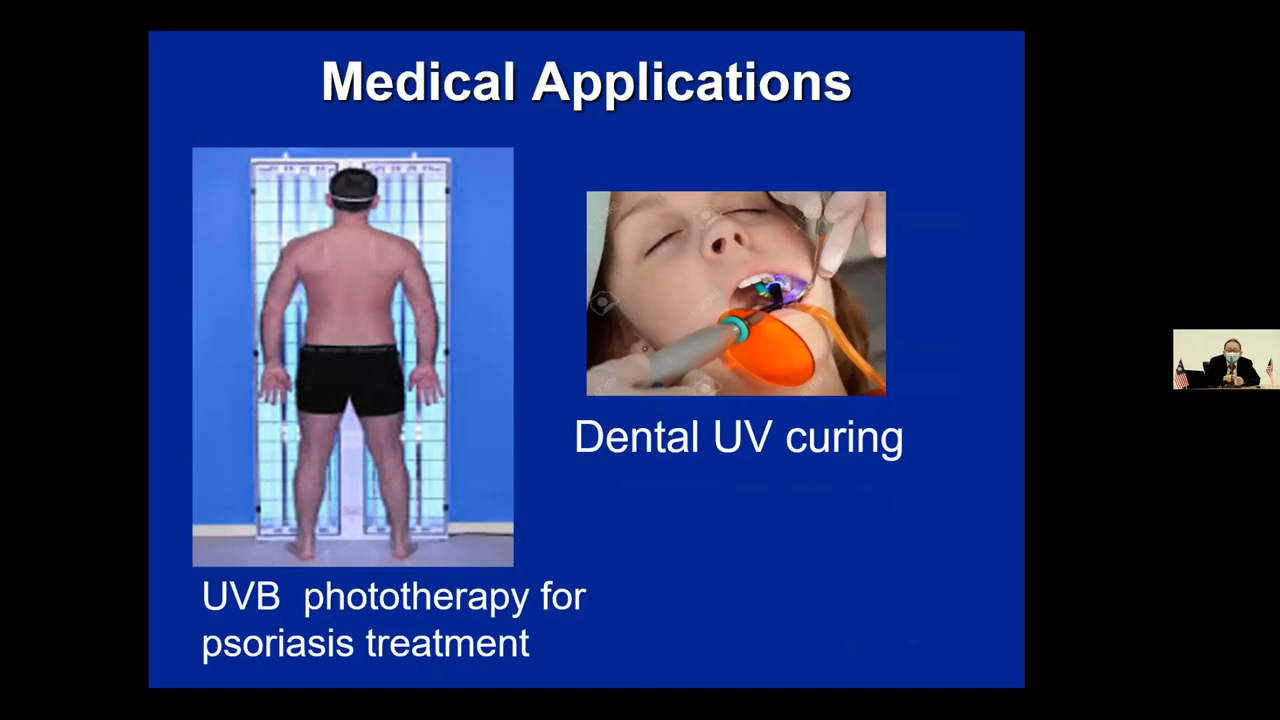 Medical Applications
Dental UV curing
UVB phototherapy for
psoriasis treatment